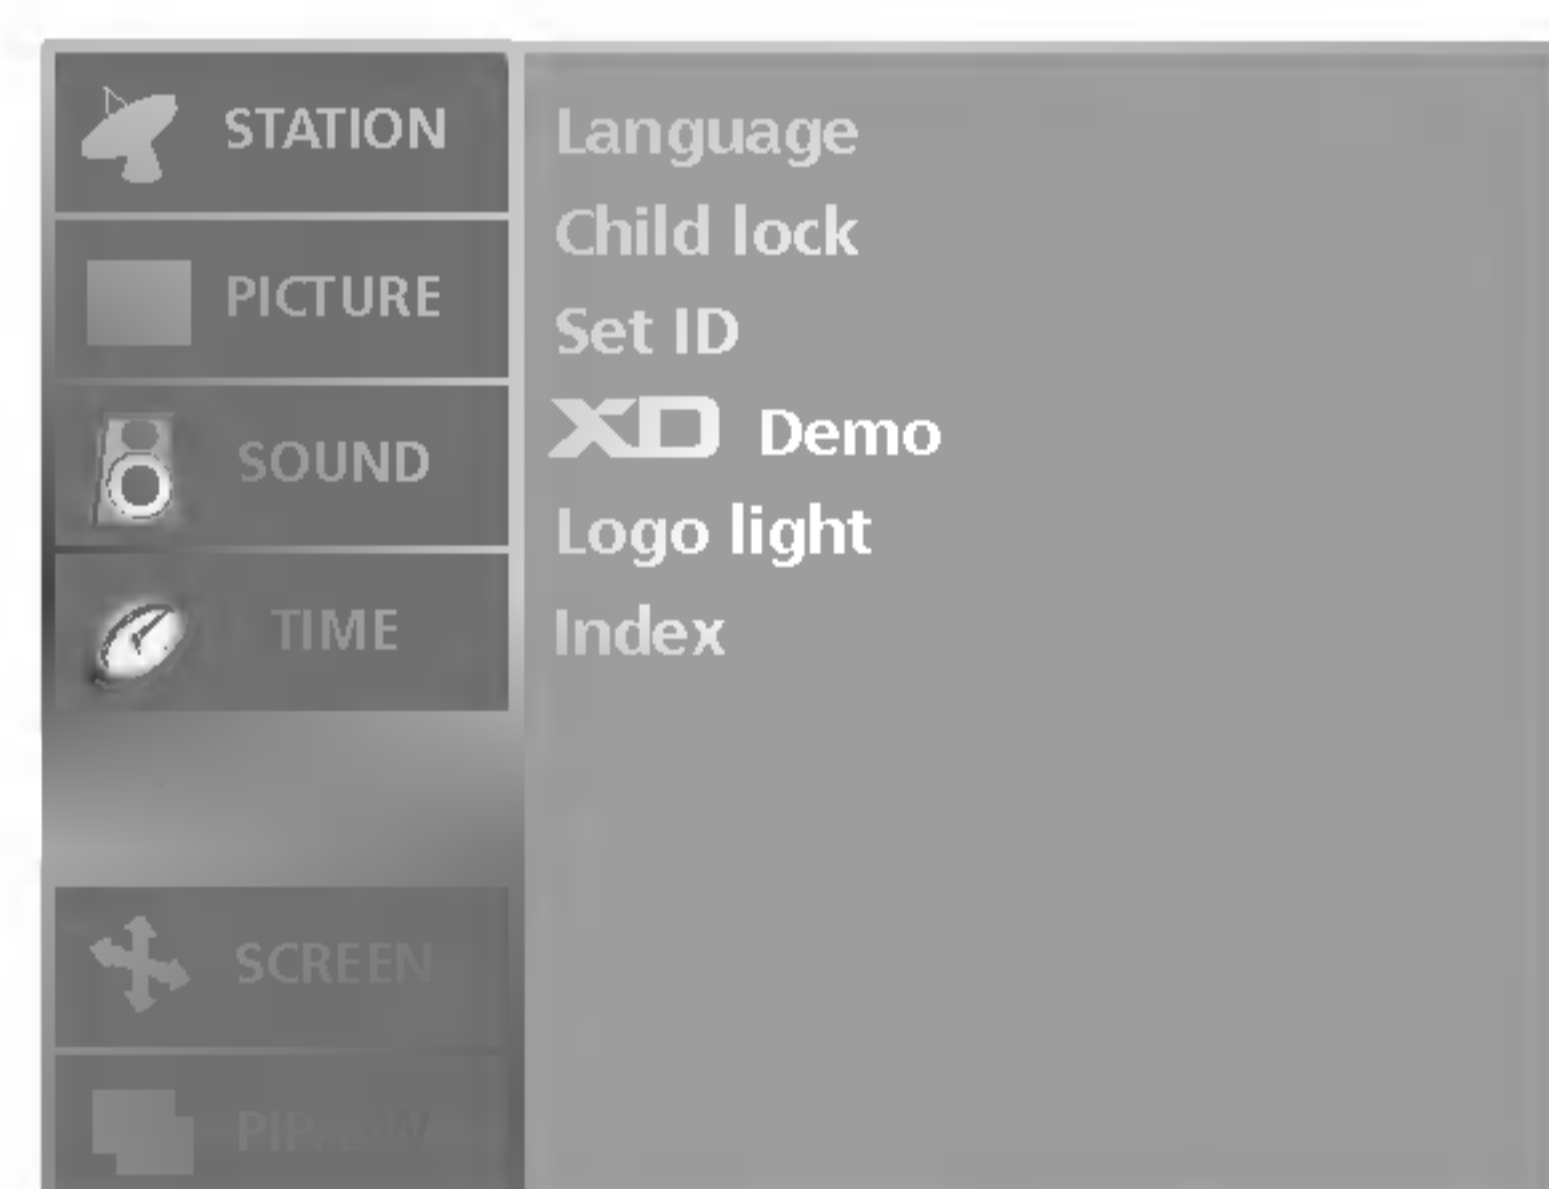 STATION
PICTURE
SOUND
TIME
SCREEN
Language
Child lock
Set ID
XD Demo
Logo light
Index